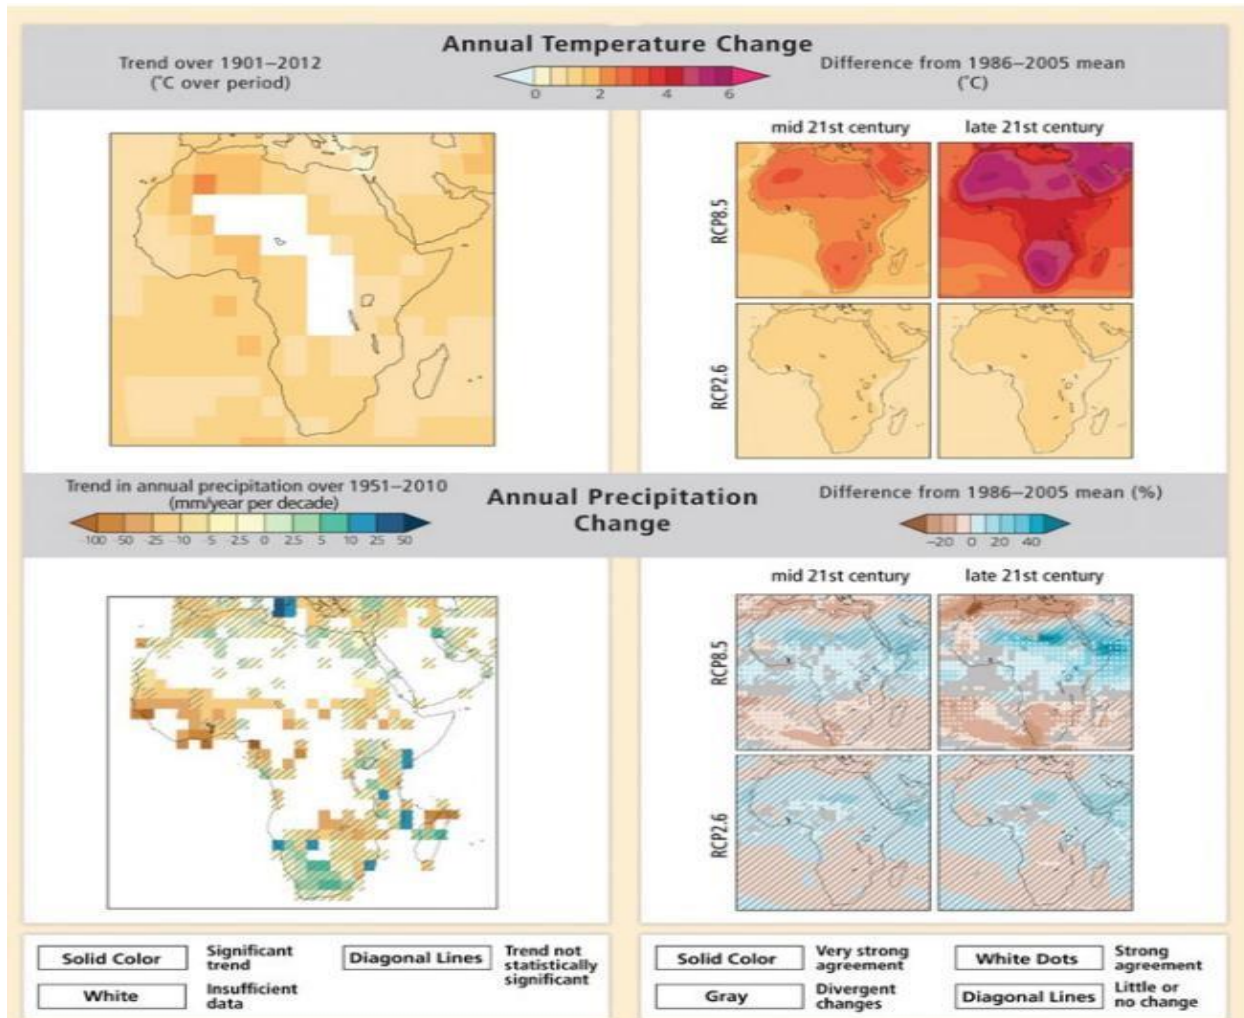 Annual Temperature Change
Trend over 1901–2012
(˚C over period)
0 2 4 6
Difference from 1986–2005 mean
(˚C)
mid 21st century late 21st century
RCP8.5
RCP2.6
Trend in annual precipitation over 1951–2010
(mm/year per decade)
-100 -50 -25 -10 -5 -2.5 0 2.5 5 10 25 50
Annual Precipitation
Change
Difference from 1986–2005 mean (%)
-20 0 20 40
mid 21st century late 21st century
RCP8.5
RCP2.6
Solid Color
Significant
trend
Diagonal Lines
Trend not
statistically
significant
White
Insufficient
data
Solid Color
Very strong
agreement
White Dots
Strong
agreement
Gray
Divergent
changes
Diagonal Lines
Little or
no change